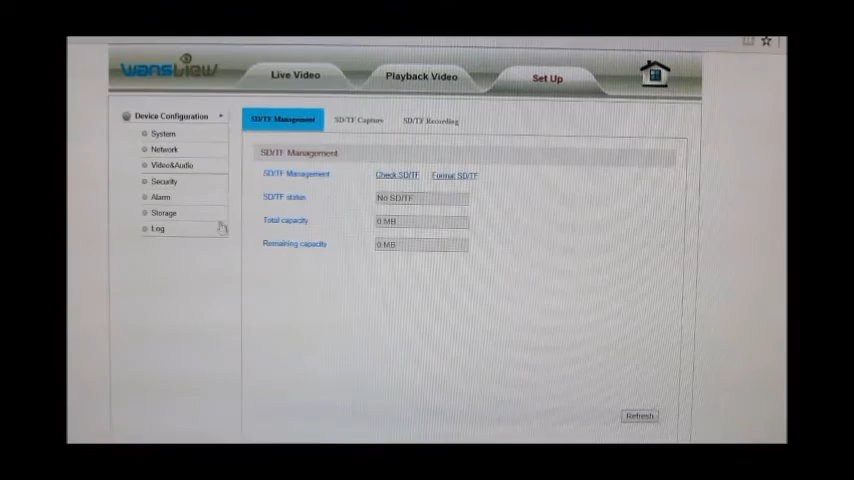 wansview
Live Video
Playback Video
Set Up
Device Configuration
System
Network
Video&Audio
Security
Alarm
Storage
Log
SD/TF Management
SD/TF Capture
SD/TF Recording
SD/TF Management
SD/TF Management
Check SD/TF
Format SD/TF
SD/TF status
No SD/TF
Total capacity
0 MB
Remaining capacity
0 MB
Refresh